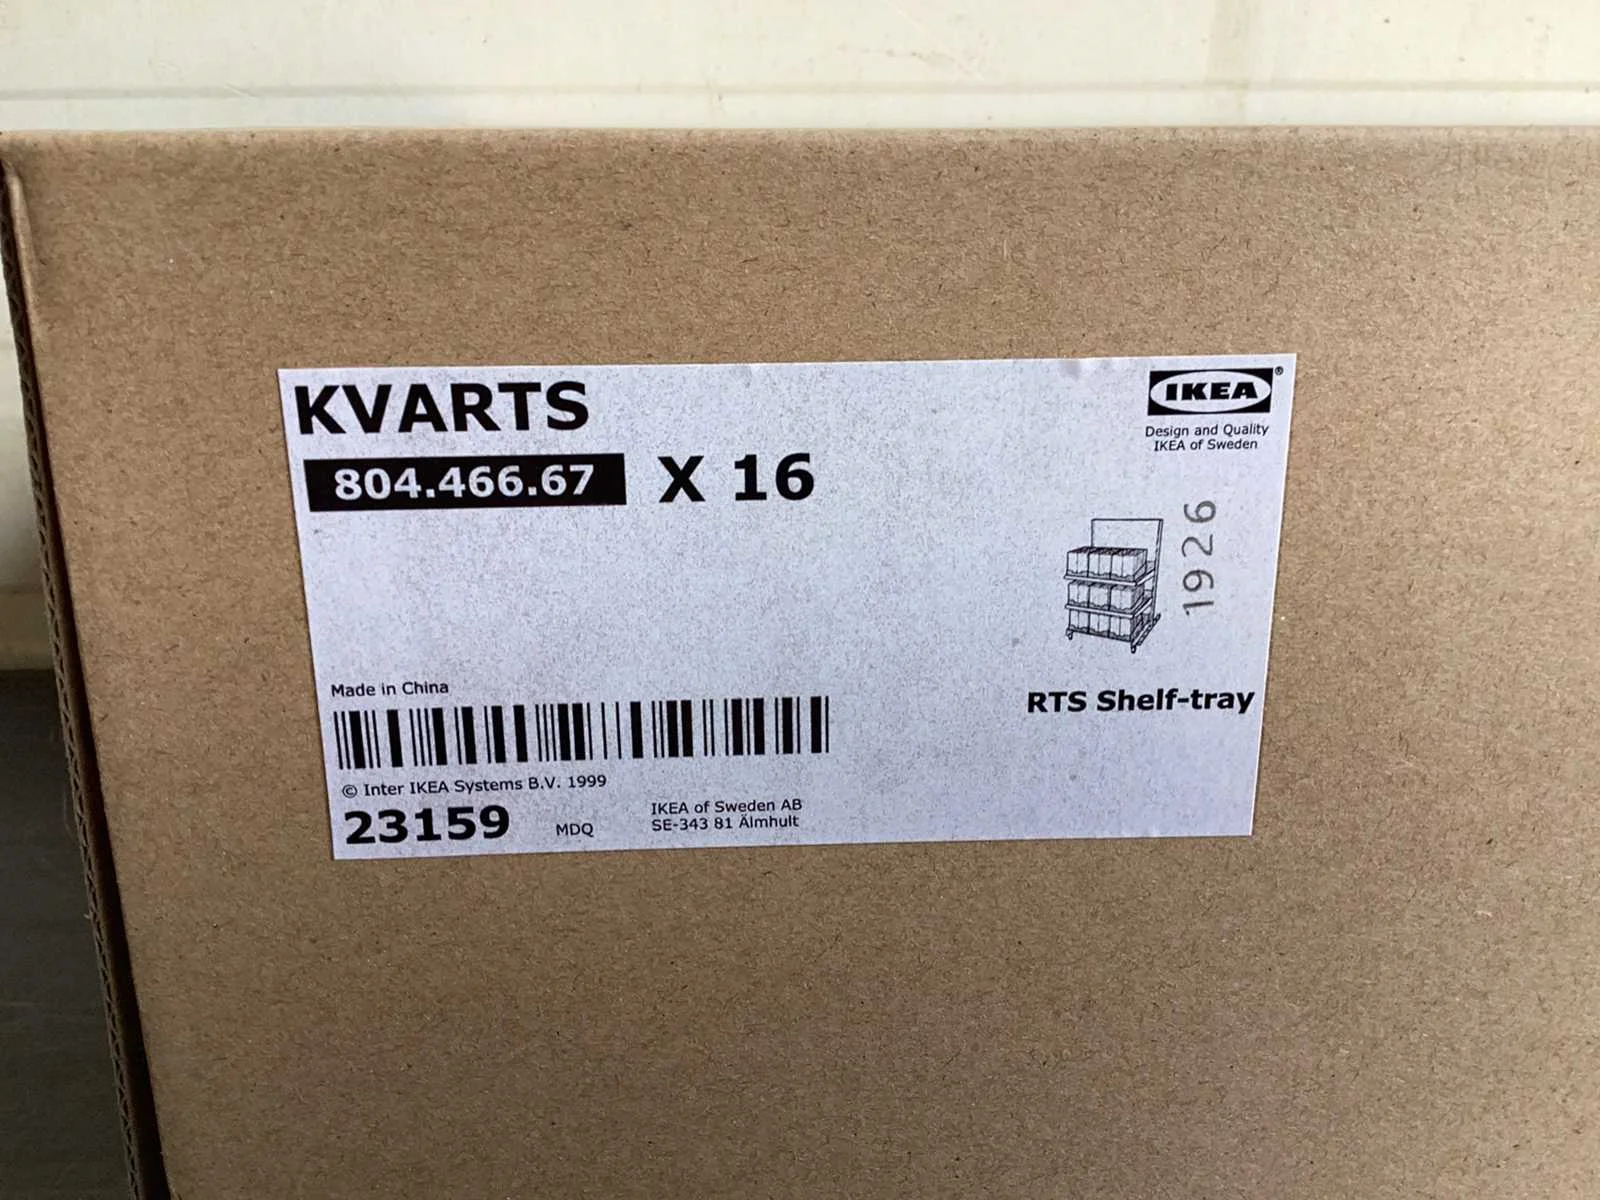 KVARTS
IKEA®
Design and Quality
IKEA of Sweden
804.466.67 X 16
1926
RTS Shelf-tray
Made in China
© Inter IKEA Systems B.V. 1999
23159 MDQ
IKEA of Sweden AB
SE-343 81 Älmhult